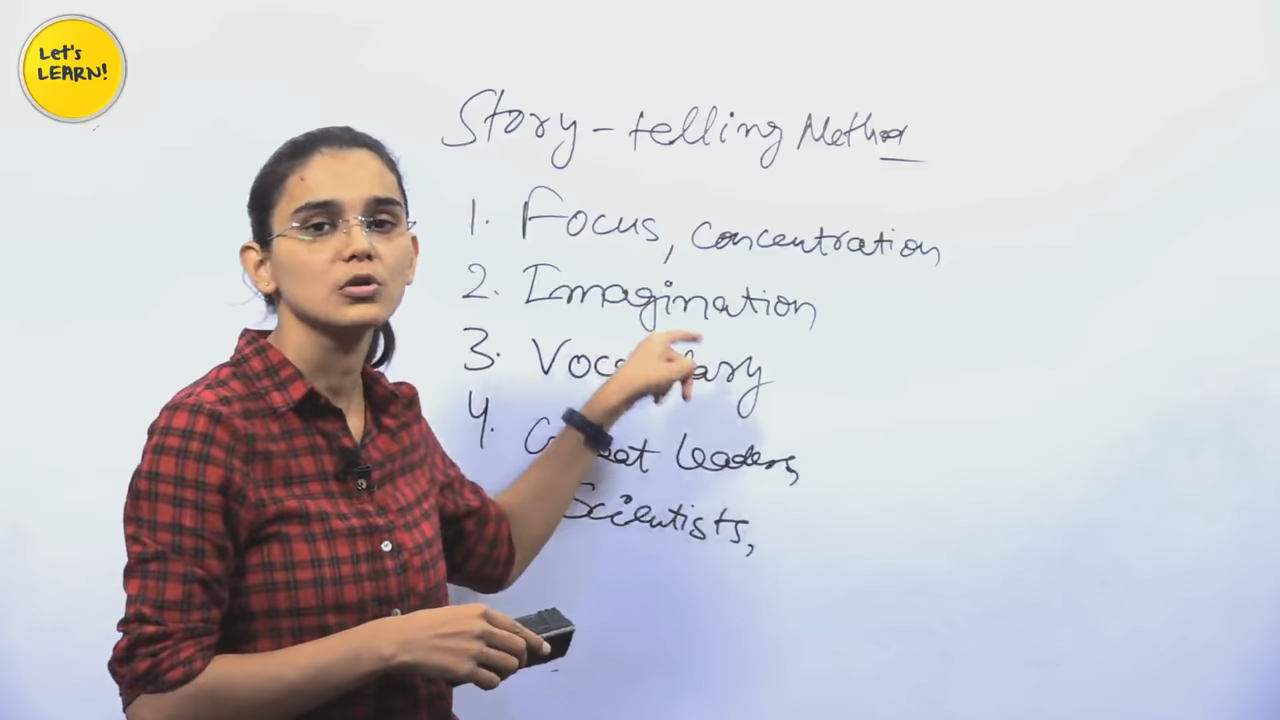 Let's
LEARN!
Story-telling Method
1. Focus, concentration,
2. Imagination
3.
4. leaders,
Scientists,